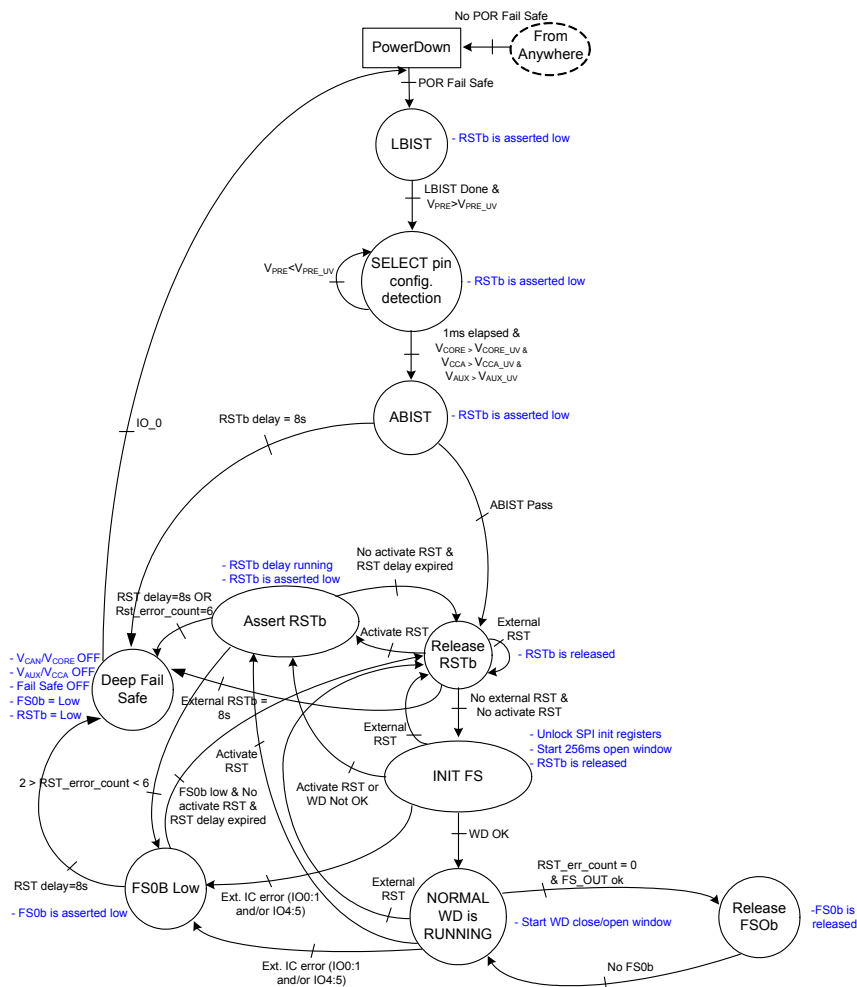 No POR Fail Safe
PowerDown
From
Anywhere
POR Fail Safe
LBIST
- RSTb is asserted low
LBIST Done &
VPRE>VPRE_UV
VPRE<VPRE_UV
SELECT pin
config.
detection
- RSTb is asserted low
1ms elapsed &
VCORE > VCORE_UV &
VCCA > VCCA_UV &
VAUX > VAUX_UV
IO_0
RSTb delay = 8s
ABIST
- RSTb is asserted low
ABIST Pass
- RSTb delay running
- RSTb is asserted low
No activate RST &
RST delay expired
RST delay=8s OR
Rst_error_count=6
Assert RSTb
Activate RST
Release
RSTb
External
RST
- RSTb is released
- VCAN/VCORE OFF
- VAUX/VCCA OFF
- Fail Safe OFF
- FS0b = Low
- RSTb = Low
Deep Fail
Safe
External RSTb =
8s
No external RST &
No activate RST
External
RST
- Unlock SPI init registers
- Start 256ms open window
- RSTb is released
Activate
RST
INIT FS
2 > RST_error_count < 6
FS0b low & No
activate RST &
RST delay expired
Activate RST or
WD Not OK
WD OK
RST_err_count = 0
& FS_OUT ok
RST delay=8s
FS0B Low
- FS0b is asserted low
Ext. IC error (IO0:1
and/or IO4:5)
External
RST
NORMAL
WD is
RUNNING
- Start WD close/open window
Release
FSOb
-FS0b is
released
Ext. IC error (IO0:1
and/or IO4:5)
No FS0b